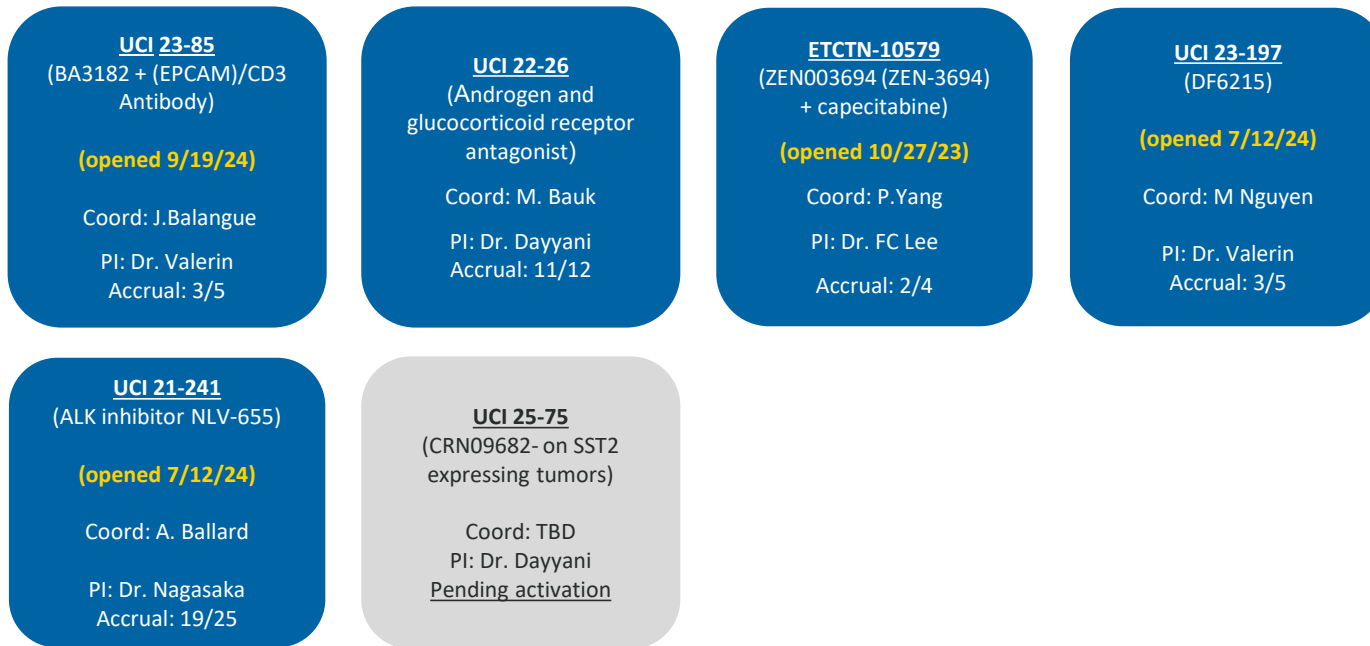 UCI 23-85
(BA3182 + (EPCAM)/CD3
Antibody)
(opened 9/19/24)
Coord: J.Balangue
PI: Dr. Valerin
Accrual: 3/5
UCI 22-26
(Androgen and
glucocorticoid receptor
antagonist)
Coord: M. Bauk
PI: Dr. Dayyani
Accrual: 11/12
ETCTN-10579
(ZEN003694 (ZEN-3694)
+ capecitabine)
(opened 10/27/23)
Coord: P.Yang
PI: Dr. FC Lee
Accrual: 2/4
UCI 23-197
(DF6215)
(opened 7/12/24)
Coord: M Nguyen
PI: Dr. Valerin
Accrual: 3/5
UCI 21-241
(ALK inhibitor NLV-655)
(opened 7/12/24)
Coord: A. Ballard
PI: Dr. Nagasaka
Accrual: 19/25
UCI 25-75
(CRN09682- on SST2
expressing tumors)
Coord: TBD
PI: Dr. Dayyani
Pending activation